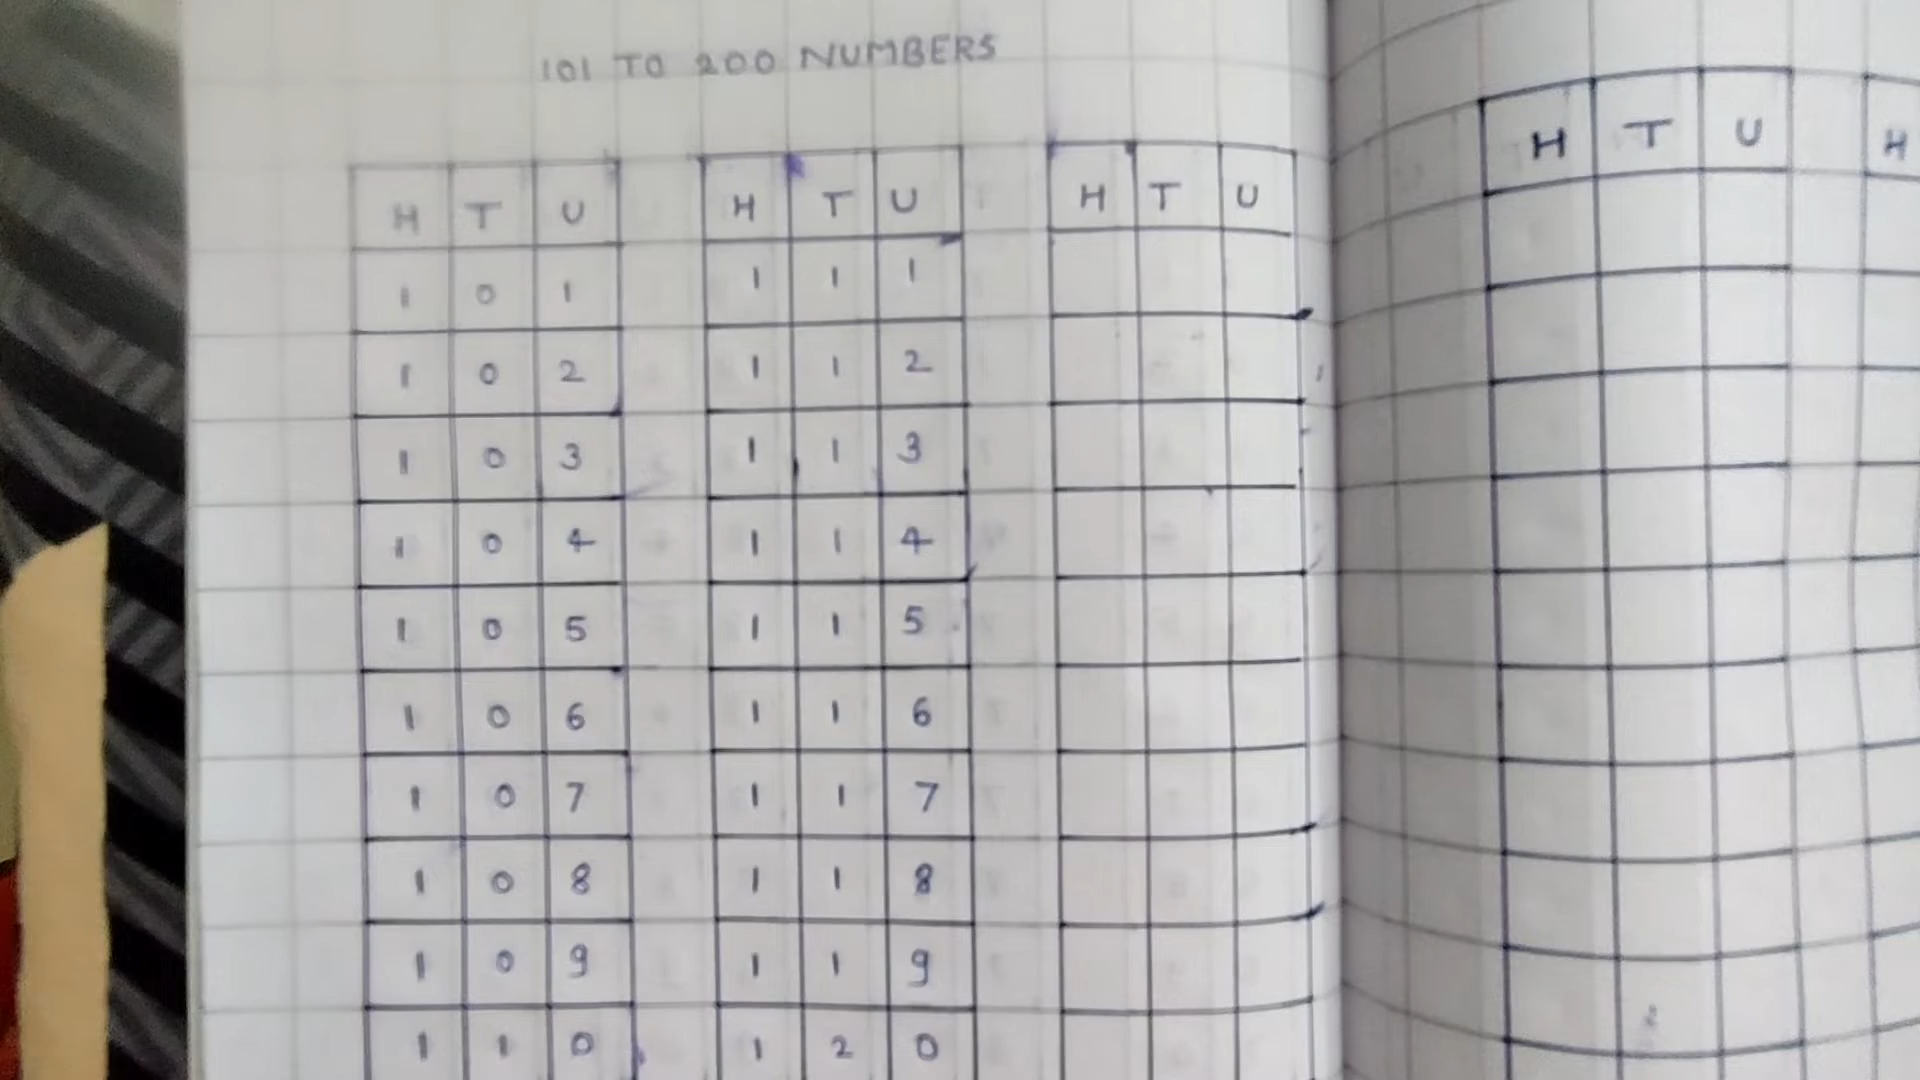 101 TO 200 NUMBERS
H T U H T U H T U H T U H
1 0 1 1 1 1
1 0 2 1 1 2
1 0 3 1 1 3
1 0 4 1 1 4
1 0 5 1 1 5
1 0 6 1 1 6
1 0 7 1 1 7
1 0 8 1 1 8
1 0 9 1 1 9
1 1 0 1 2 0